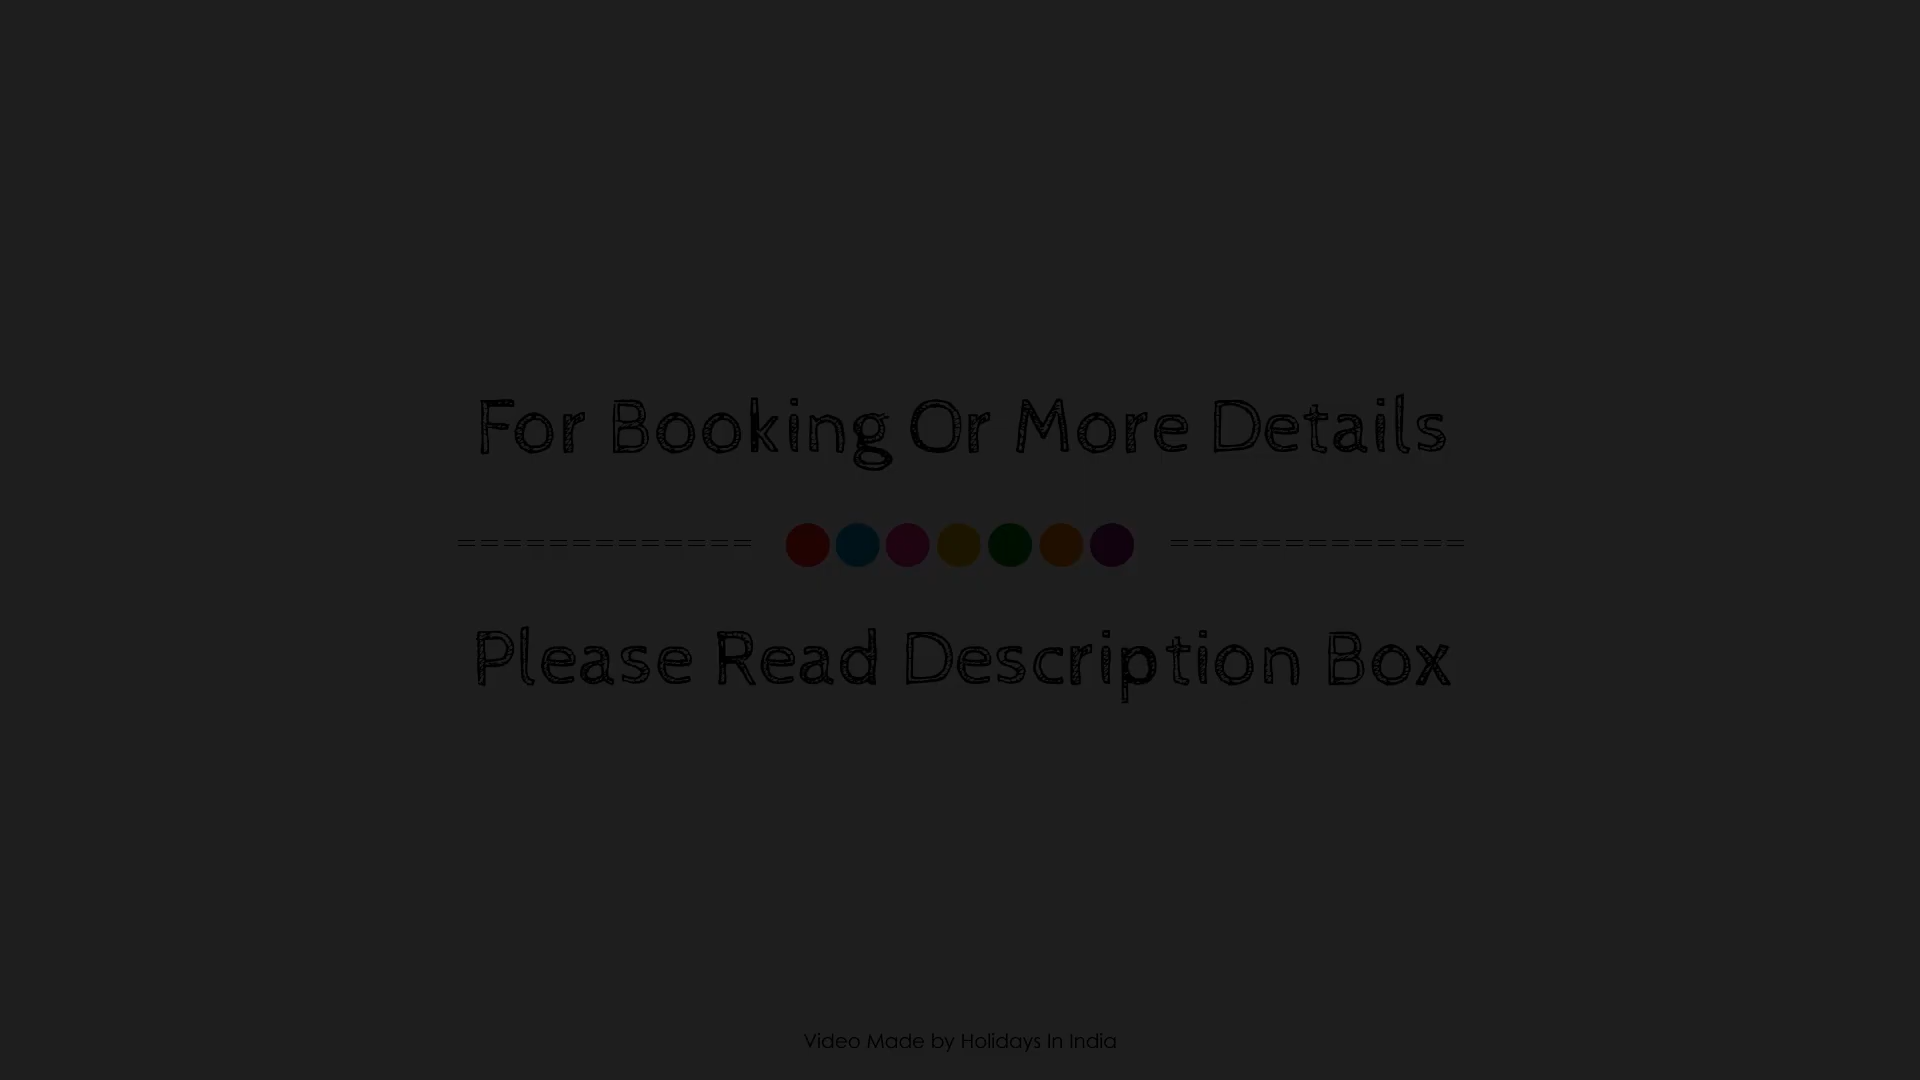 For Booking Or More Details
============= =============
Please Read Description Box
Video Made by Holidays In India